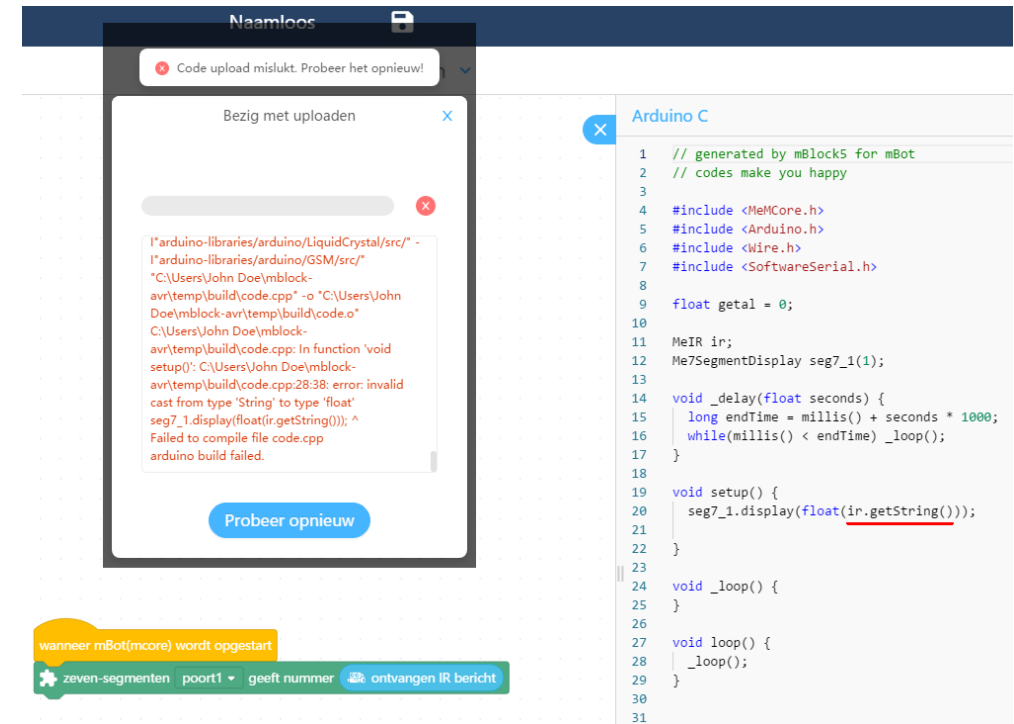 Naamloos
Code upload mislukt. Probeer het opnieuw!
Bezig met uploaden
X
I"arduino-libraries/arduino/LiquidCrystal/src/" -
I"arduino-libraries/arduino/GSM/src/"
"C:\Users\John Doe\mblock-
avr\temp\build\code.cpp" -o "C:\Users\John
Doe\mblock-avr\temp\build\code.o"
C:\Users\John Doe\mblock-
avr\temp\build\code.cpp: In function 'void
setup()': C:\Users\John Doe\mblock-
avr\temp\build\code.cpp:28:38: error: invalid
cast from type 'String' to type 'float'
seg7_1.display(float(ir.getString())); ^
Failed to compile file code.cpp
arduino build failed.
Probeer opnieuw
wanneer mBot(mcore) wordt opgestart
zeven-segmenten poort1 geeft nummer ontvangen IR bericht
Arduino C
1 // generated by mBlock5 for mBot
2 // codes make you happy
3
4 #include <MeMCore.h>
5 #include <Arduino.h>
6 #include <Wire.h>
7 #include <SoftwareSerial.h>
8
9 float getal = 0;
10
11 MeIR ir;
12 Me7SegmentDisplay seg7_1(1);
13
14 void _delay(float seconds) {
15 long endTime = millis() + seconds * 1000;
16 while(millis() < endTime) _loop();
17 }
18
19 void setup() {
20 seg7_1.display(float(ir.getString()));
21
22 }
23
24 void _loop() {
25 }
26
27 void loop() {
28 _loop();
29 }
30
31